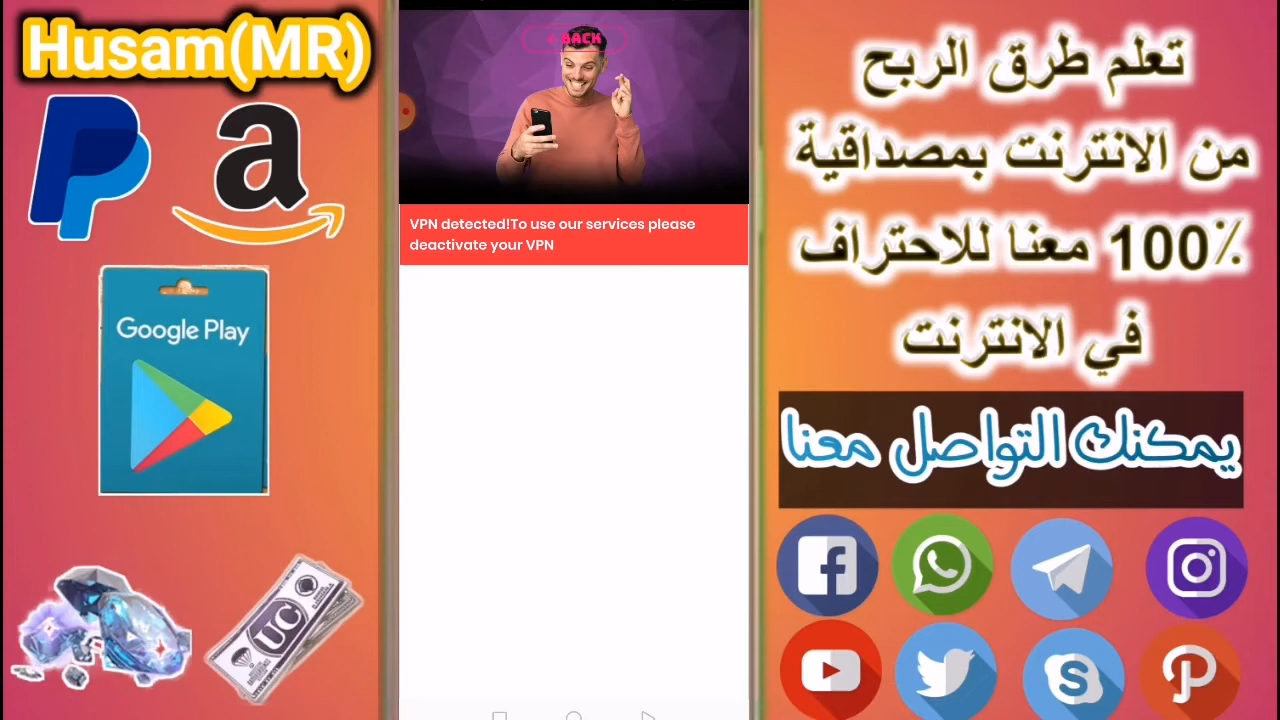 Husam(MR)
Google Play
UC
BACK
VPN detected!To use our services please
deactivate your VPN
تعلم طرق الربح
من الانترنت بمصداقية
100٪ معنا للاحتراف
في الانترنت
يمكنك التواصل معنا